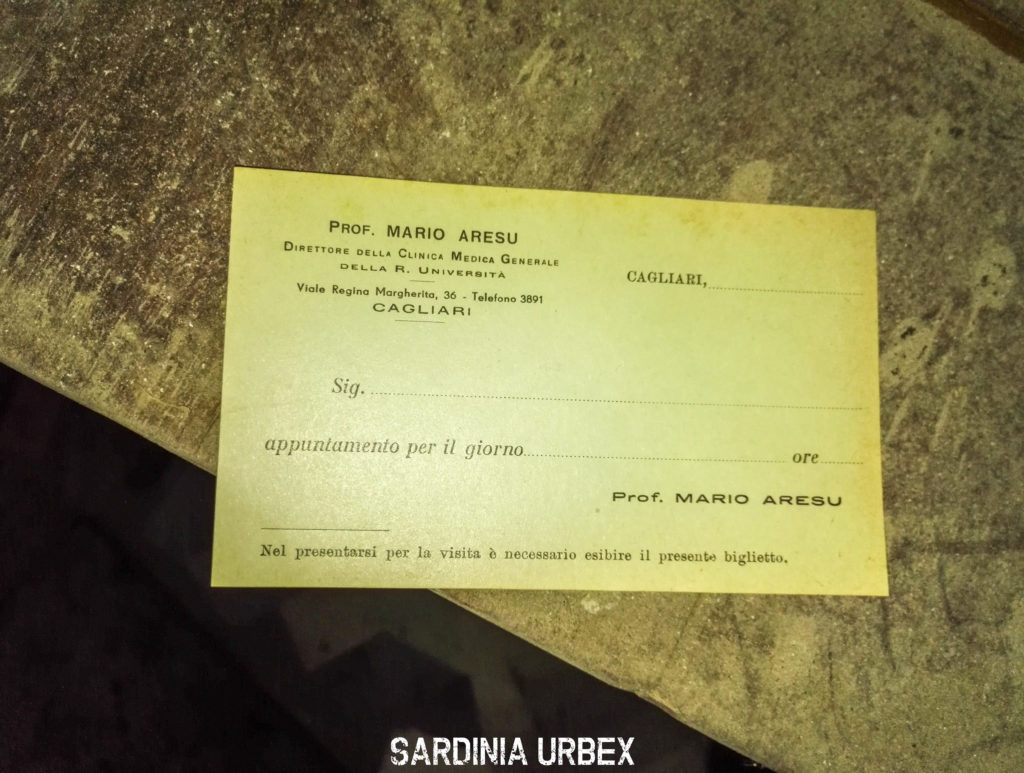 PROF. MARIO ARESU
DIRETTORE DELLA CLINICA MEDICA GENERALE
DELLA R. UNIVERSITÀ
Viale Regina Margherita, 36 - Telefono 3891
CAGLIARI
CAGLIARI,
Sig.
appuntamento per il giorno ore
Prof. MARIO ARESU
Nel presentarsi per la visita è necessario esibire il presente biglietto.
SARDINIA URBEX